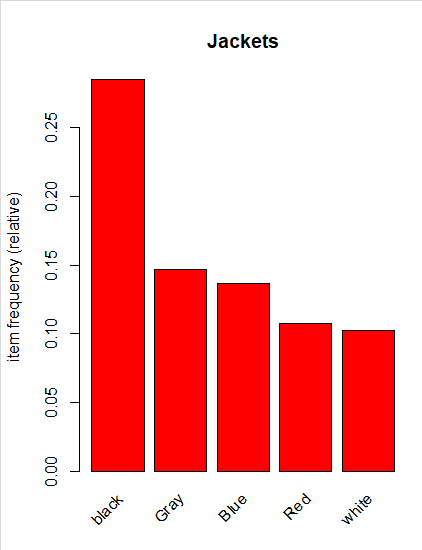 Jackets
item frequency (relative)
0.25
0.20
0.15
0.10
0.05
0.00
black
Gray
Blue
Red
white